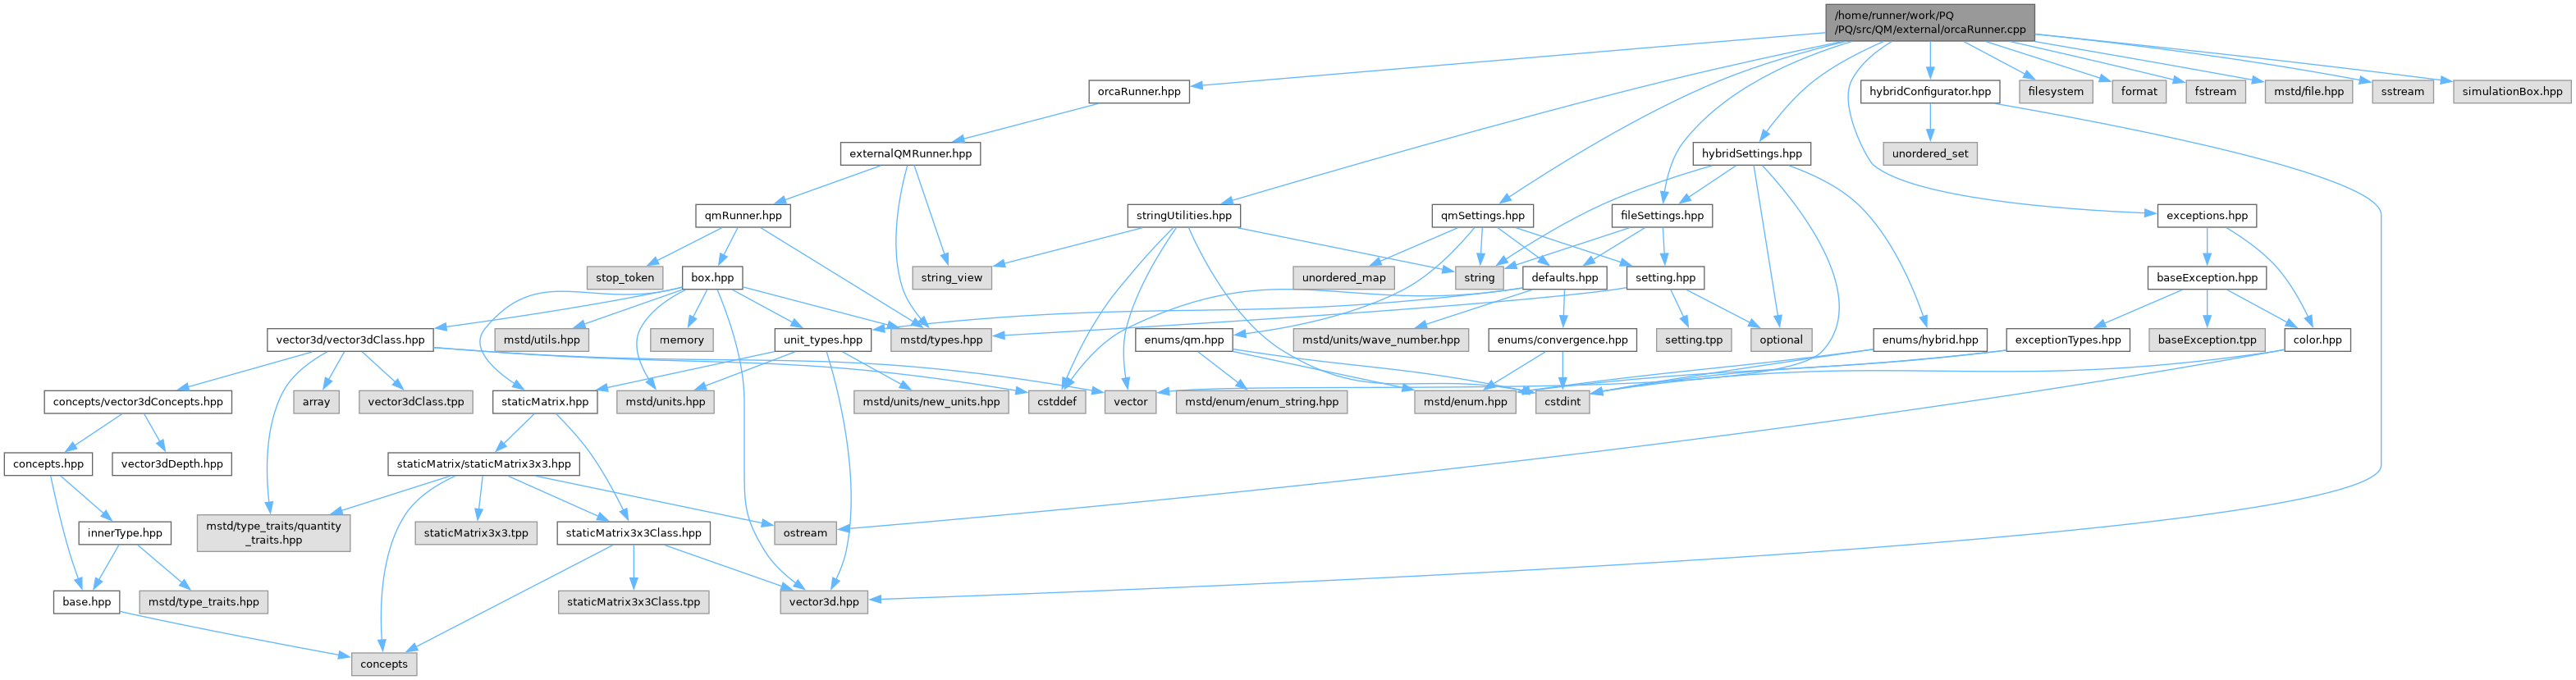 /home/runner/work/PQ
/PQ/src/QM/external/orcaRunner.cpp
orcaRunner.hpp
hybridConfigurator.hpp
filesystem
format
fstream
mstd/file.hpp
sstream
simulationBox.hpp
externalQMRunner.hpp
hybridSettings.hpp
unordered_set
qmRunner.hpp
stringUtilities.hpp
qmSettings.hpp
fileSettings.hpp
exceptions.hpp
stop_token
box.hpp
string_view
unordered_map
string
defaults.hpp
setting.hpp
baseException.hpp
vector3d/vector3dClass.hpp
mstd/utils.hpp
memory
unit_types.hpp
mstd/types.hpp
enums/qm.hpp
mstd/units/wave_number.hpp
enums/convergence.hpp
setting.tpp
optional
enums/hybrid.hpp
exceptionTypes.hpp
baseException.tpp
color.hpp
concepts/vector3dConcepts.hpp
array
vector3dClass.tpp
staticMatrix.hpp
mstd/units.hpp
mstd/units/new_units.hpp
cstddef
vector
mstd/enum/enum_string.hpp
mstd/enum.hpp
cstdint
concepts.hpp
vector3dDepth.hpp
staticMatrix/staticMatrix3x3.hpp
innerType.hpp
mstd/type_traits/quantity
_traits.hpp
staticMatrix3x3.tpp
staticMatrix3x3Class.hpp
ostream
base.hpp
mstd/type_traits.hpp
staticMatrix3x3Class.tpp
vector3d.hpp
concepts